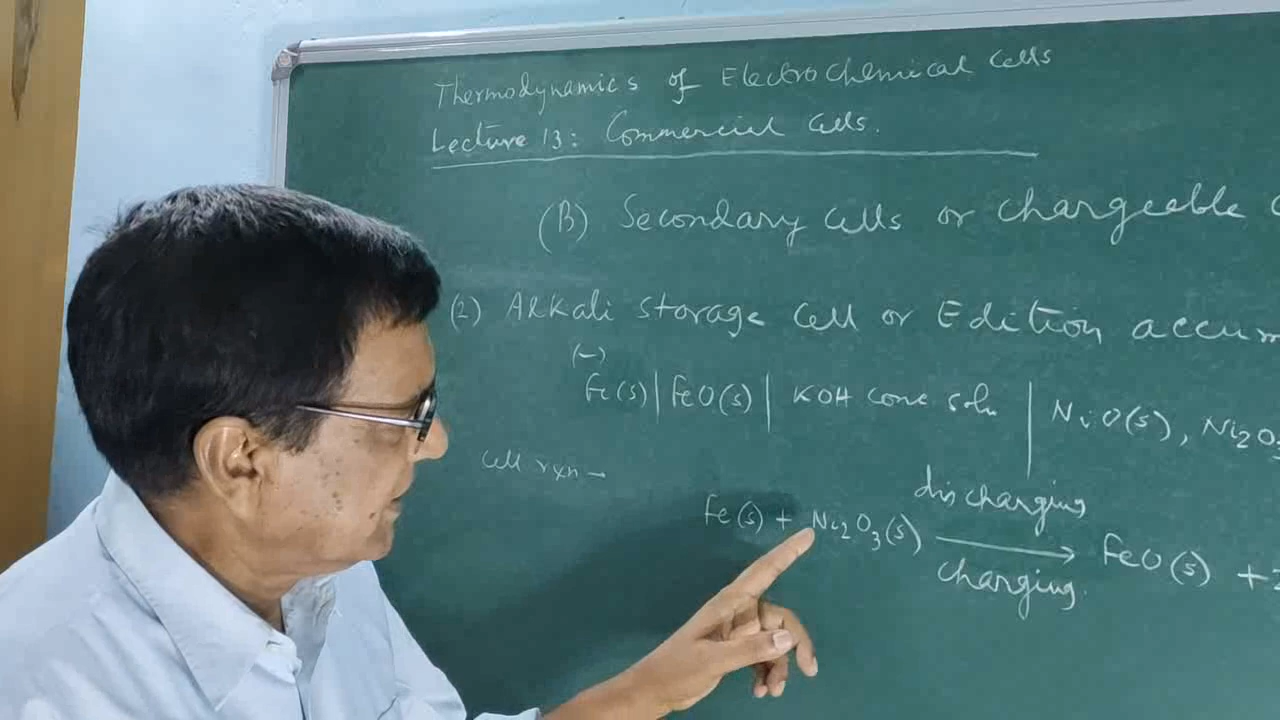 Thermodynamics of Electrochemical Cells
Lecture 13: Commercial Cells.
(B) Secondary Cells or chargeable
(2) Alkali storage Cell or Edition accum
(-)
Fe(s) | FeO(s) | KOH conc soln | NiO(s), Ni2O3
Cell rxn -
discharging
Fe(s) + Ni2O3(s) → FeO(s) +
charging